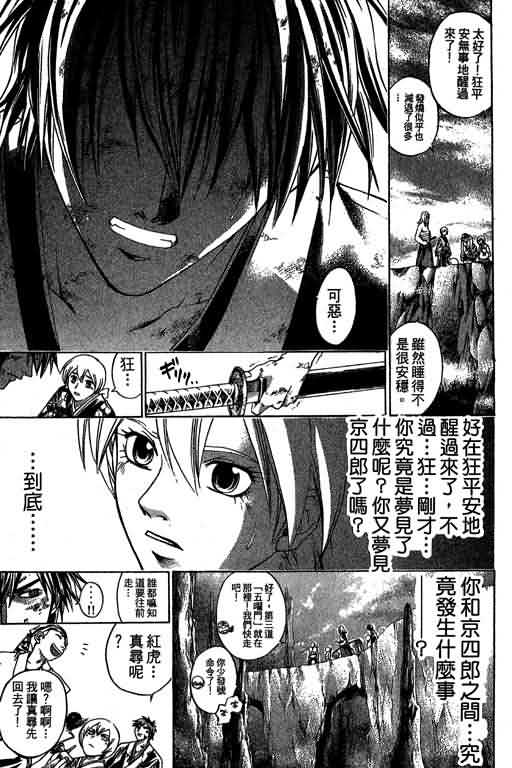 太好了！狂平
安無事地醒過
來了！
發燒似乎也
減退了很多
…
雖然睡得不
是很安穩。
可惡…
狂…
好在狂平安地
醒過來了，不
過…狂…剛才…
你究竟是夢見了
什麼呢？你又夢見
京四郎了嗎？
…到底……
你和京四郎之間…究
竟發生什麼事
！？
好了，第三道
「五曜門」就在
那裡！我們快走
吧！
你少發號
命令了！
誰都嘛知
道要往前
走…
…!!
紅虎，
真尋呢
？
嗯？啊啊…
我讓真尋先
回去了！